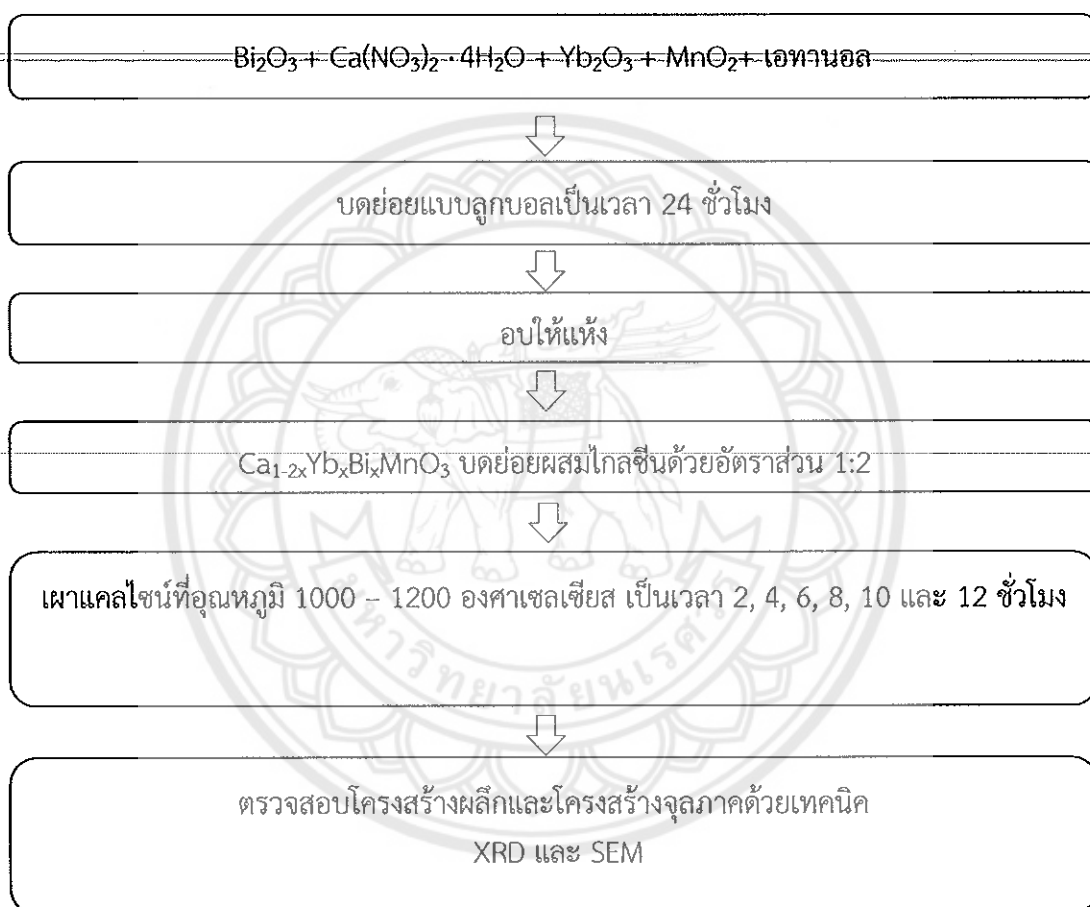 Bi₂O₃ + Ca(NO₃)₂ · 4H₂O + Yb₂O₃ + MnO₂+ เอทานอล
บดย่อยแบบลูกบอลเป็นเวลา 24 ชั่วโมง
อบให้แห้ง
Ca₁₋₂ₓYbₓBiₓMnO₃ บดย่อยผสมไกลซีนด้วยอัตราส่วน 1:2
เผาแคลไซน์ที่อุณหภูมิ 1000 – 1200 องศาเซลเซียส เป็นเวลา 2, 4, 6, 8, 10 และ 12 ชั่วโมง
ตรวจสอบโครงสร้างผลึกและโครงสร้างจุลภาคด้วยเทคนิค
XRD และ SEM